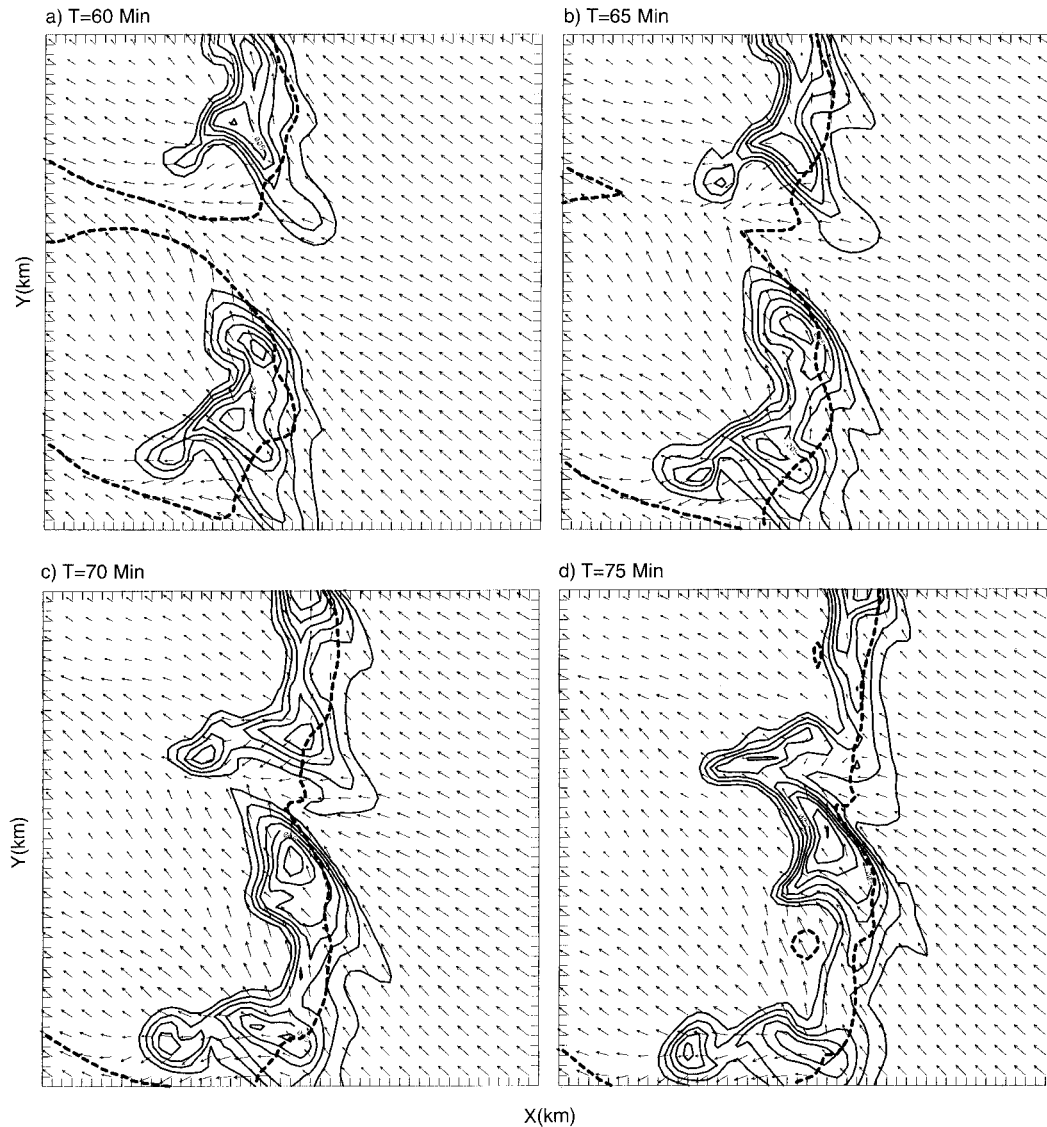 a) T=60 Min
b) T=65 Min
Y(km)
c) T=70 Min
d) T=75 Min
Y(km)
X(km)